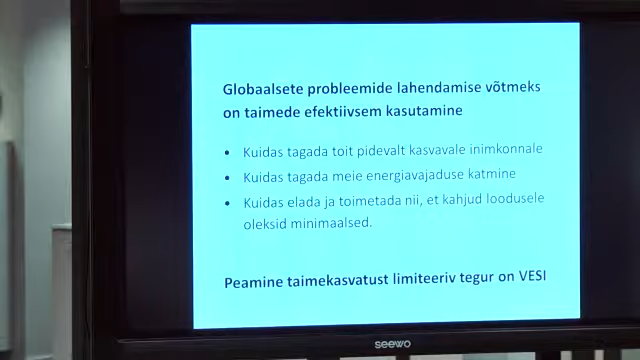 Globaalsete probleemide lahendamise võtmeks
on taimede efektiivsem kasutamine
• Kuidas tagada toit pidevalt kasvavale inimkonnale
• Kuidas tagada meie energiavajaduse katmine
• Kuidas elada ja toimetada nii, et kahjud loodusele
oleksid minimaalsed.
Peamine taimekasvatust limiteeriv tegur on VESI
seewo